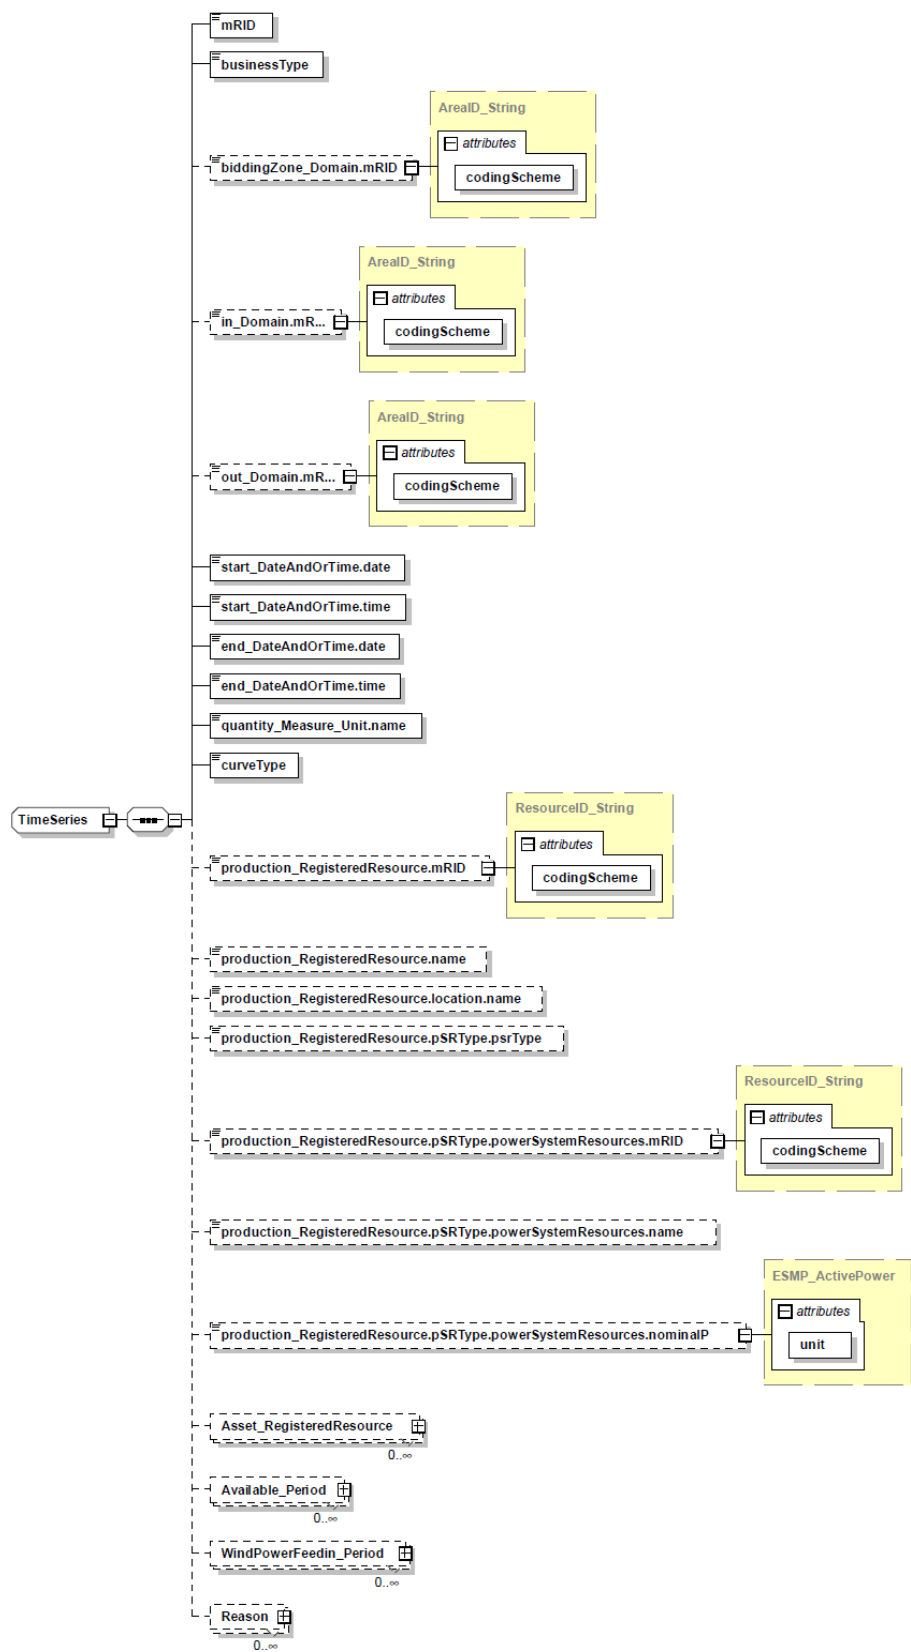 mRID
businessType
AreaID_String
attributes
biddingZone_Domain.mRID
codingScheme
AreaID_String
attributes
in_Domain.mR...
codingScheme
AreaID_String
attributes
out_Domain.mR...
codingScheme
start_DateAndOrTime.date
start_DateAndOrTime.time
end_DateAndOrTime.date
end_DateAndOrTime.time
quantity_Measure_Unit.name
curveType
TimeSeries
ResourceID_String
attributes
production_RegisteredResource.mRID
codingScheme
production_RegisteredResource.name
production_RegisteredResource.location.name
production_RegisteredResource.pSRType.psrType
ResourceID_String
attributes
production_RegisteredResource.pSRType.powerSystemResources.mRID
codingScheme
production_RegisteredResource.pSRType.powerSystemResources.name
ESMP_ActivePower
attributes
production_RegisteredResource.pSRType.powerSystemResources.nominalP
unit
Asset_RegisteredResource
0..∞
Available_Period
0..∞
WindPowerFeedin_Period
0..∞
Reason
0..∞